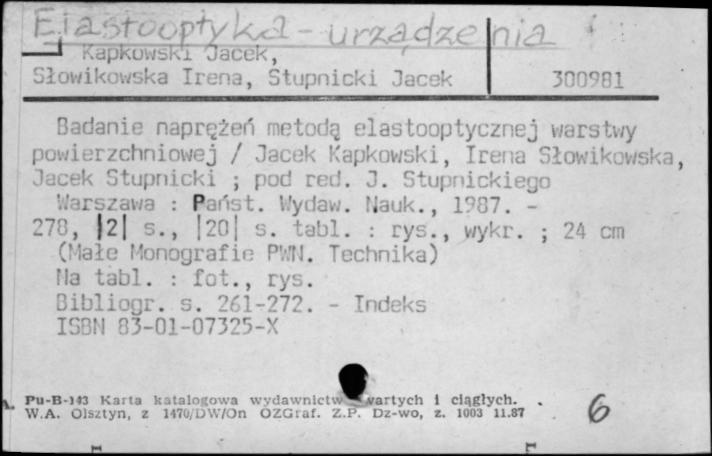 Elastooptyka - urządzenia
Kapkowski Jacek,
Słowikowska Irena, Stupnicki Jacek 300981
Badanie naprężeń metodą elastooptycznej warstwy
powierzchniowej / Jacek Kapkowski, Irena Słowikowska,
Jacek Stupnicki ; pod red. J. Stupnickiego
Warszawa : Państ. Wydaw. Nauk., 1987. -
278, |2| s., |20| s. tabl. : rys., wykr. ; 24 cm
(Małe Monografie PWN. Technika)
Na tabl. : fot., rys.
Bibliogr. s. 261-272. - Indeks
ISBN 83-01-07325-X
Pu-B-143 Karta katalogowa wydawnictw wartych i ciągłych.
W.A. Olsztyn, z 1470/DW/On OZGraf. Z.P. Dz-wo, z. 1003 11.87
6